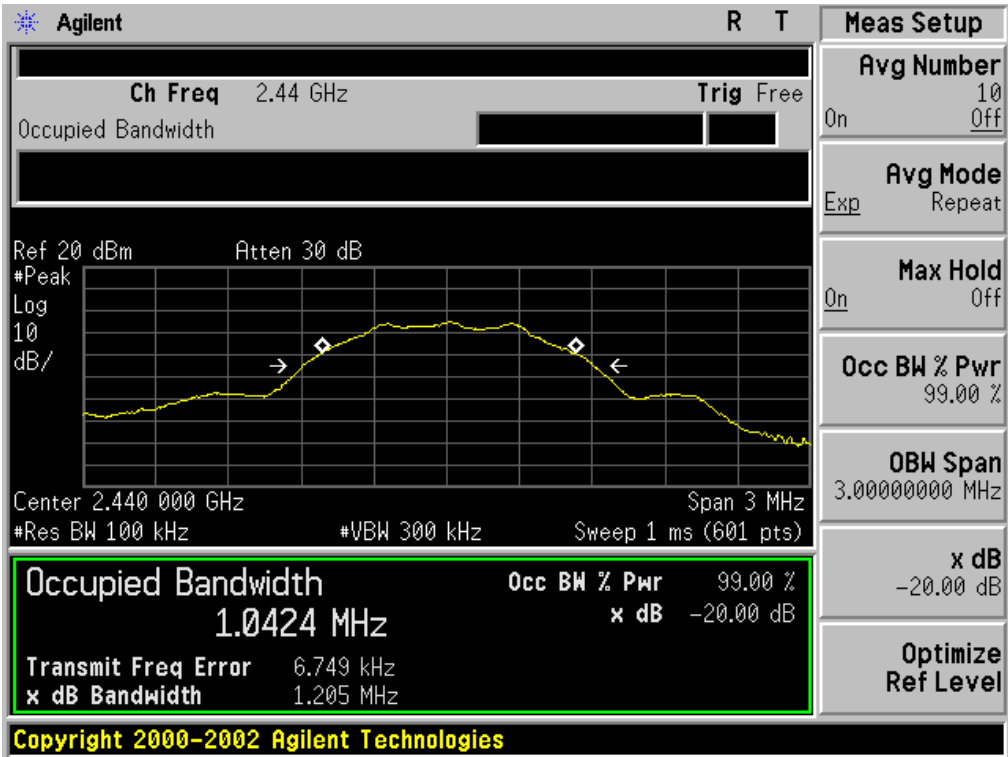 Agilent R T
Ch Freq 2.44 GHz Trig Free
Occupied Bandwidth
Ref 20 dBm Atten 30 dB
#Peak
Log
10
dB/
Center 2.440 000 GHz Span 3 MHz
#Res BW 100 kHz #VBW 300 kHz Sweep 1 ms (601 pts)
Occupied Bandwidth Occ BW % Pwr 99.00 %
1.0424 MHz x dB -20.00 dB
Transmit Freq Error 6.749 kHz
x dB Bandwidth 1.205 MHz
Copyright 2000-2002 Agilent Technologies
Meas Setup
Avg Number
10
On Off
Avg Mode
Exp Repeat
Max Hold
On Off
Occ BW % Pwr
99.00 %
OBW Span
3.00000000 MHz
x dB
-20.00 dB
Optimize
Ref Level